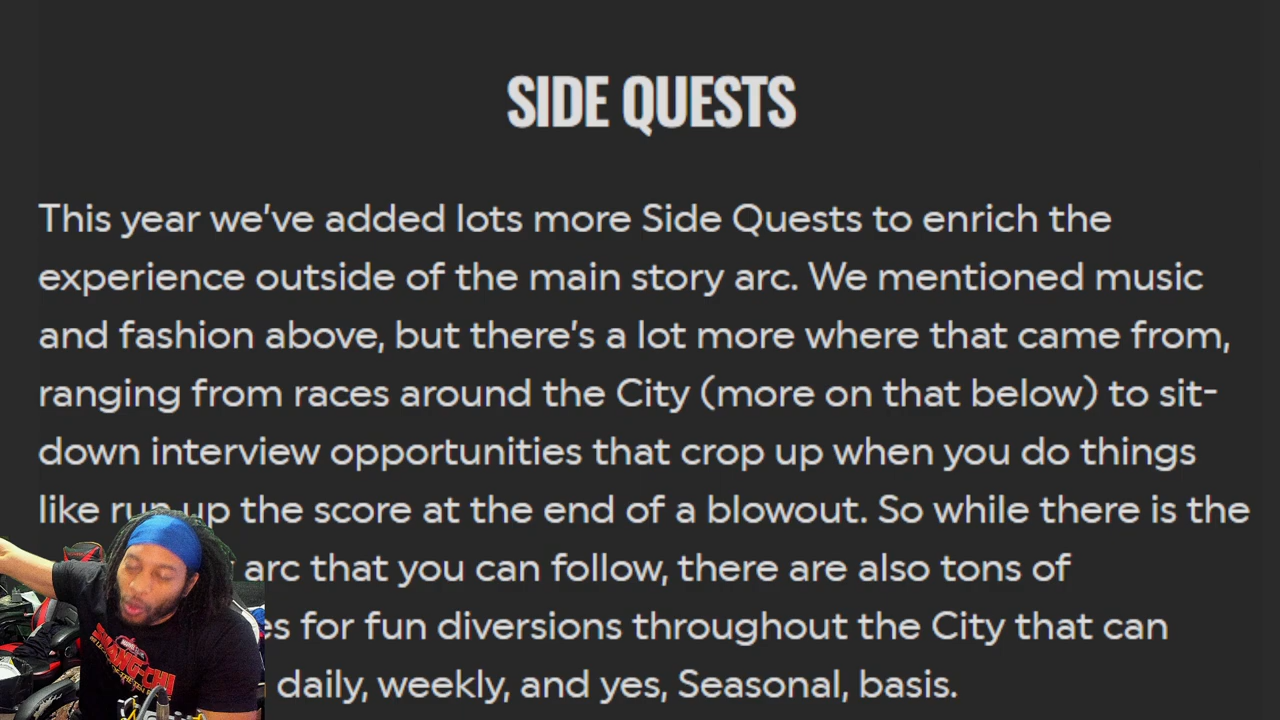 SIDE QUESTS
This year we've added lots more Side Quests to enrich the
experience outside of the main story arc. We mentioned music
and fashion above, but there's a lot more where that came from,
ranging from races around the City (more on that below) to sit-
down interview opportunities that crop up when you do things
like run up the score at the end of a blowout. So while there is the
arc that you can follow, there are also tons of
for fun diversions throughout the City that can
daily, weekly, and yes, Seasonal, basis.
SHANG-CHI